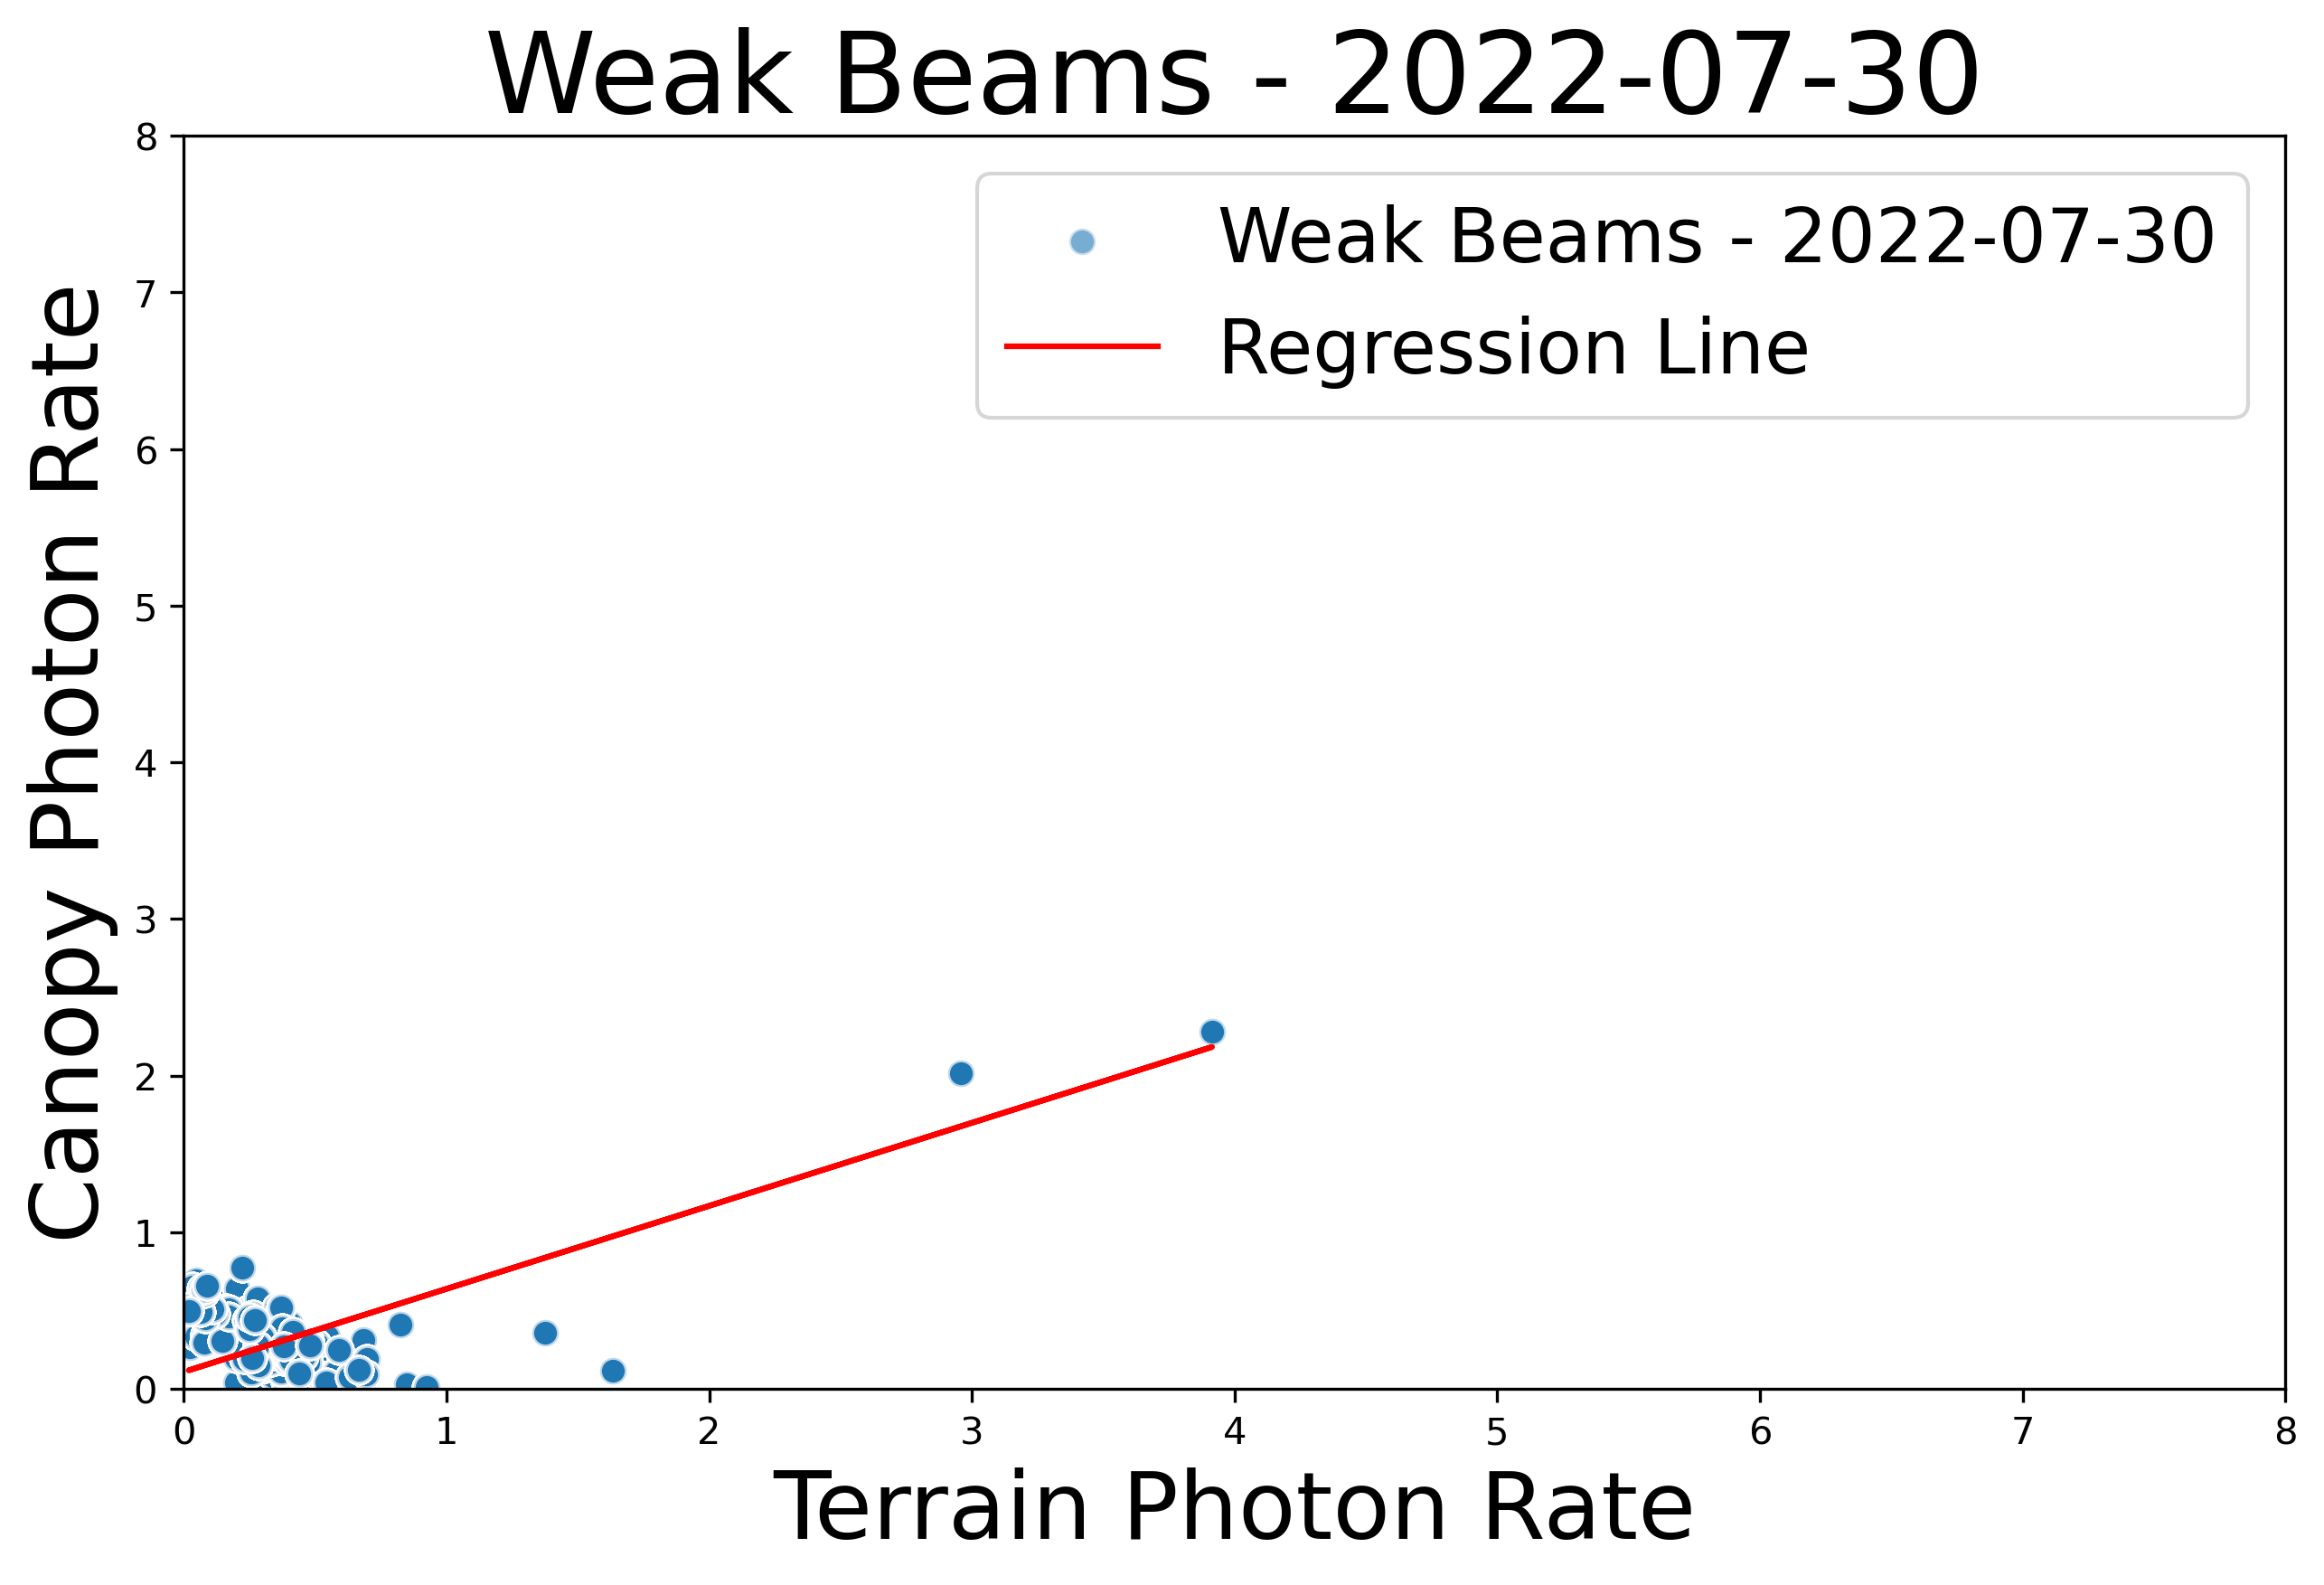 Weak Beams - 2022-07-30
Weak Beams - 2022-07-30
Regression Line
Canopy Photon Rate
8
7
6
5
4
3
2
1
0
0 1 2 3 4 5 6 7 8
Terrain Photon Rate